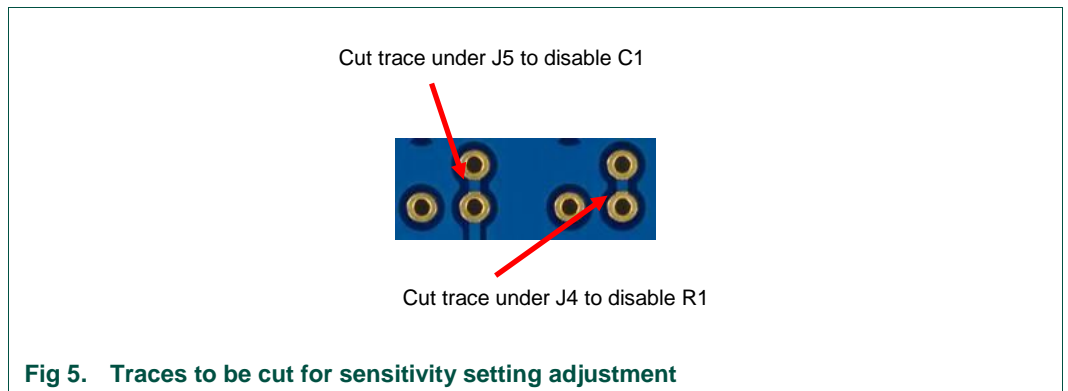 Cut trace under J5 to disable C1
Cut trace under J4 to disable R1
Fig 5. Traces to be cut for sensitivity setting adjustment